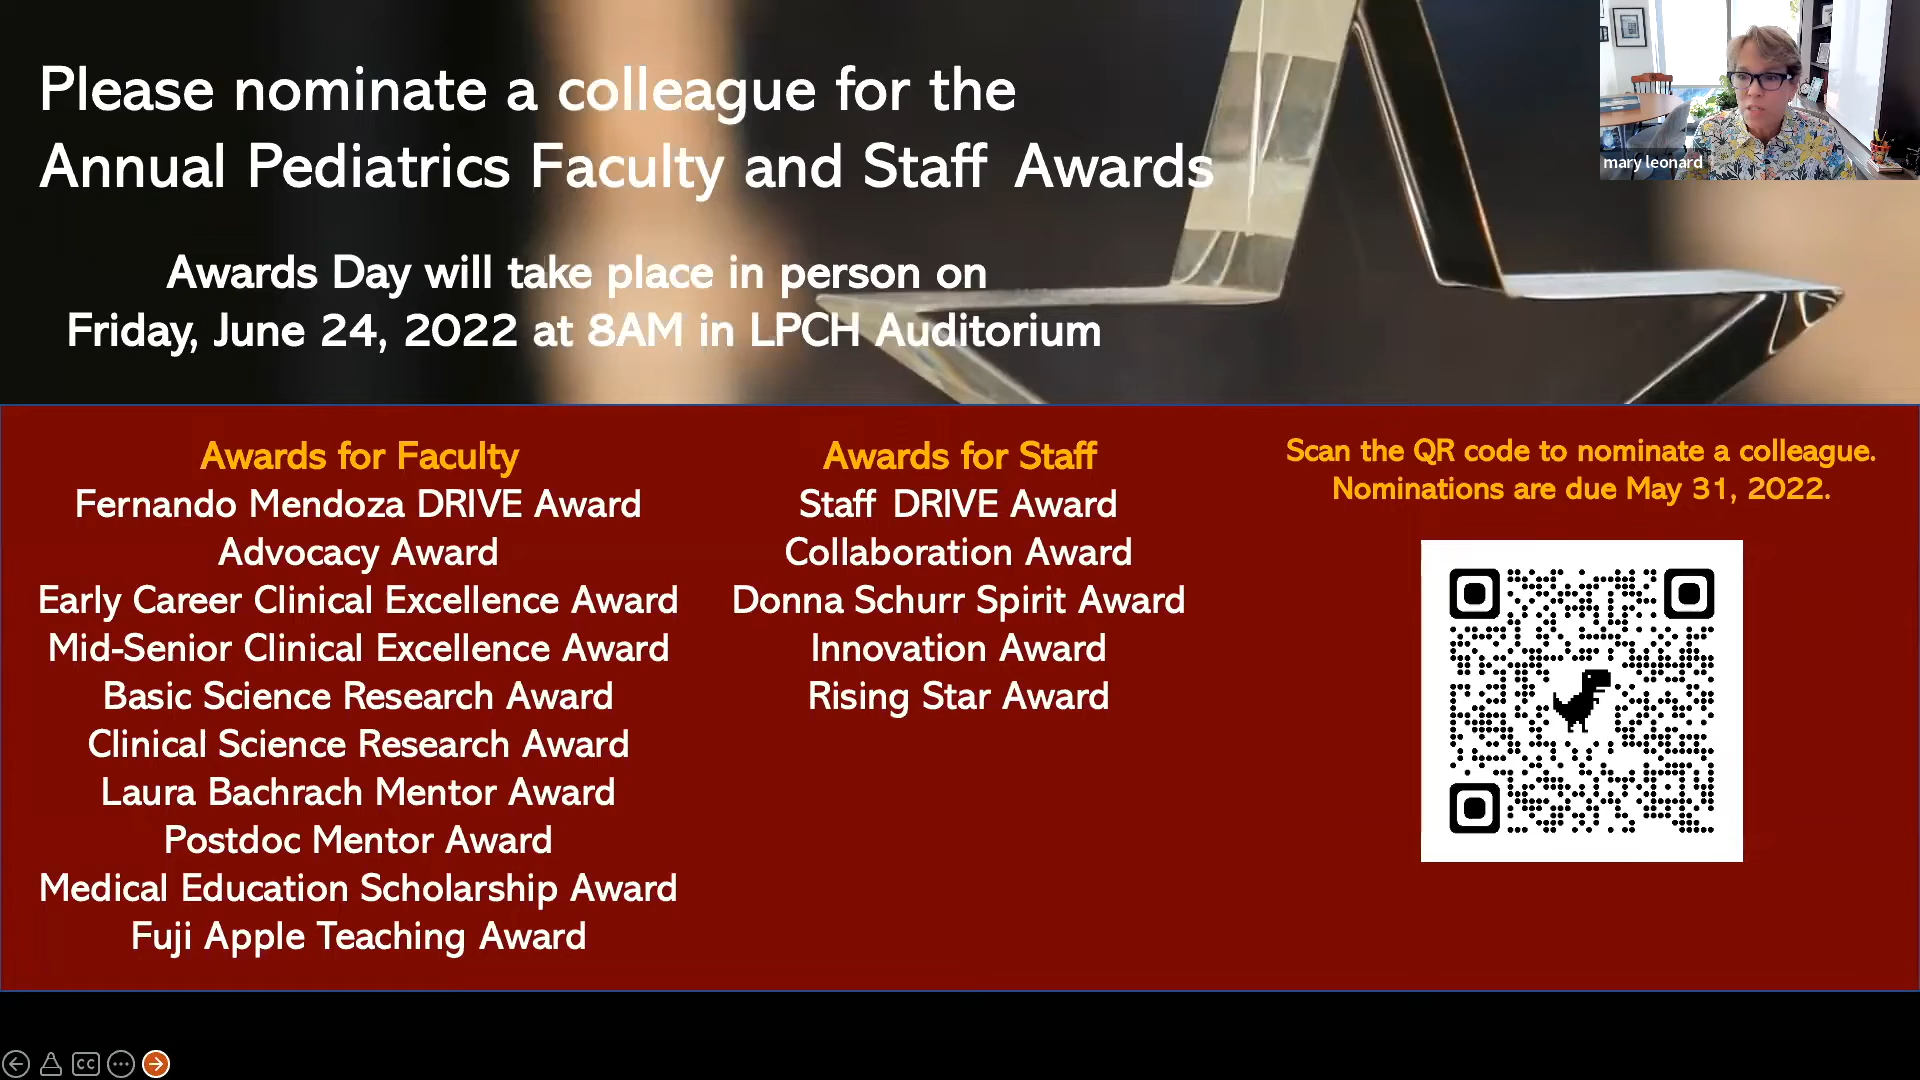 Please nominate a colleague for the
Annual Pediatrics Faculty and Staff Awards
Awards Day will take place in person on
Friday, June 24, 2022 at 8AM in LPCH Auditorium
mary leonard
Awards for Faculty
Fernando Mendoza DRIVE Award
Advocacy Award
Early Career Clinical Excellence Award
Mid-Senior Clinical Excellence Award
Basic Science Research Award
Clinical Science Research Award
Laura Bachrach Mentor Award
Postdoc Mentor Award
Medical Education Scholarship Award
Fuji Apple Teaching Award
Awards for Staff
Staff DRIVE Award
Collaboration Award
Donna Schurr Spirit Award
Innovation Award
Rising Star Award
Scan the QR code to nominate a colleague.
Nominations are due May 31, 2022.
CC